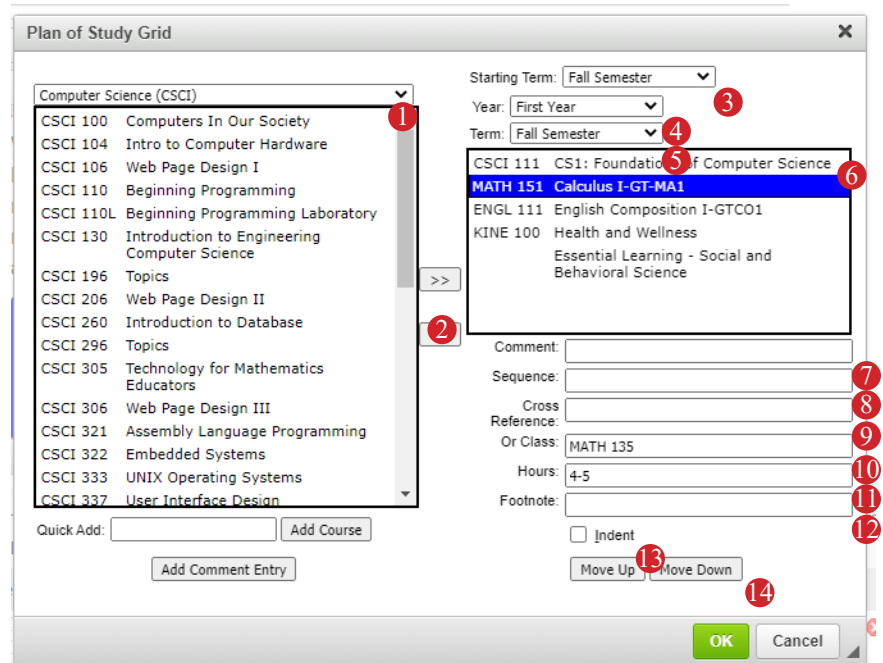 Plan of Study Grid
Computer Science (CSCI)
1
CSCI 100 Computers In Our Society
CSCI 104 Intro to Computer Hardware
CSCI 106 Web Page Design I
CSCI 110 Beginning Programming
CSCI 110L Beginning Programming Laboratory
CSCI 130 Introduction to Engineering
Computer Science
CSCI 196 Topics
CSCI 206 Web Page Design II
CSCI 260 Introduction to Database
CSCI 296 Topics
CSCI 305 Technology for Mathematics
Educators
CSCI 306 Web Page Design III
CSCI 321 Assembly Language Programming
CSCI 322 Embedded Systems
CSCI 333 UNIX Operating Systems
CSCI 337 User Interface Design
Quick Add:
Add Course
Add Comment Entry
>>
2
Starting Term: Fall Semester
3
Year: First Year
Term: Fall Semester
4
5
CSCI 111 CS1: Foundations of Computer Science
6
MATH 151 Calculus I-GT-MA1
ENGL 111 English Composition I-GTCO1
KINE 100 Health and Wellness
Essential Learning - Social and
Behavioral Science
Comment:
Sequence:
7
Cross
Reference:
8
Or Class: MATH 135
9
Hours: 4-5
10
Footnote:
11
Indent
12
13
Move Up Move Down
14
OK Cancel